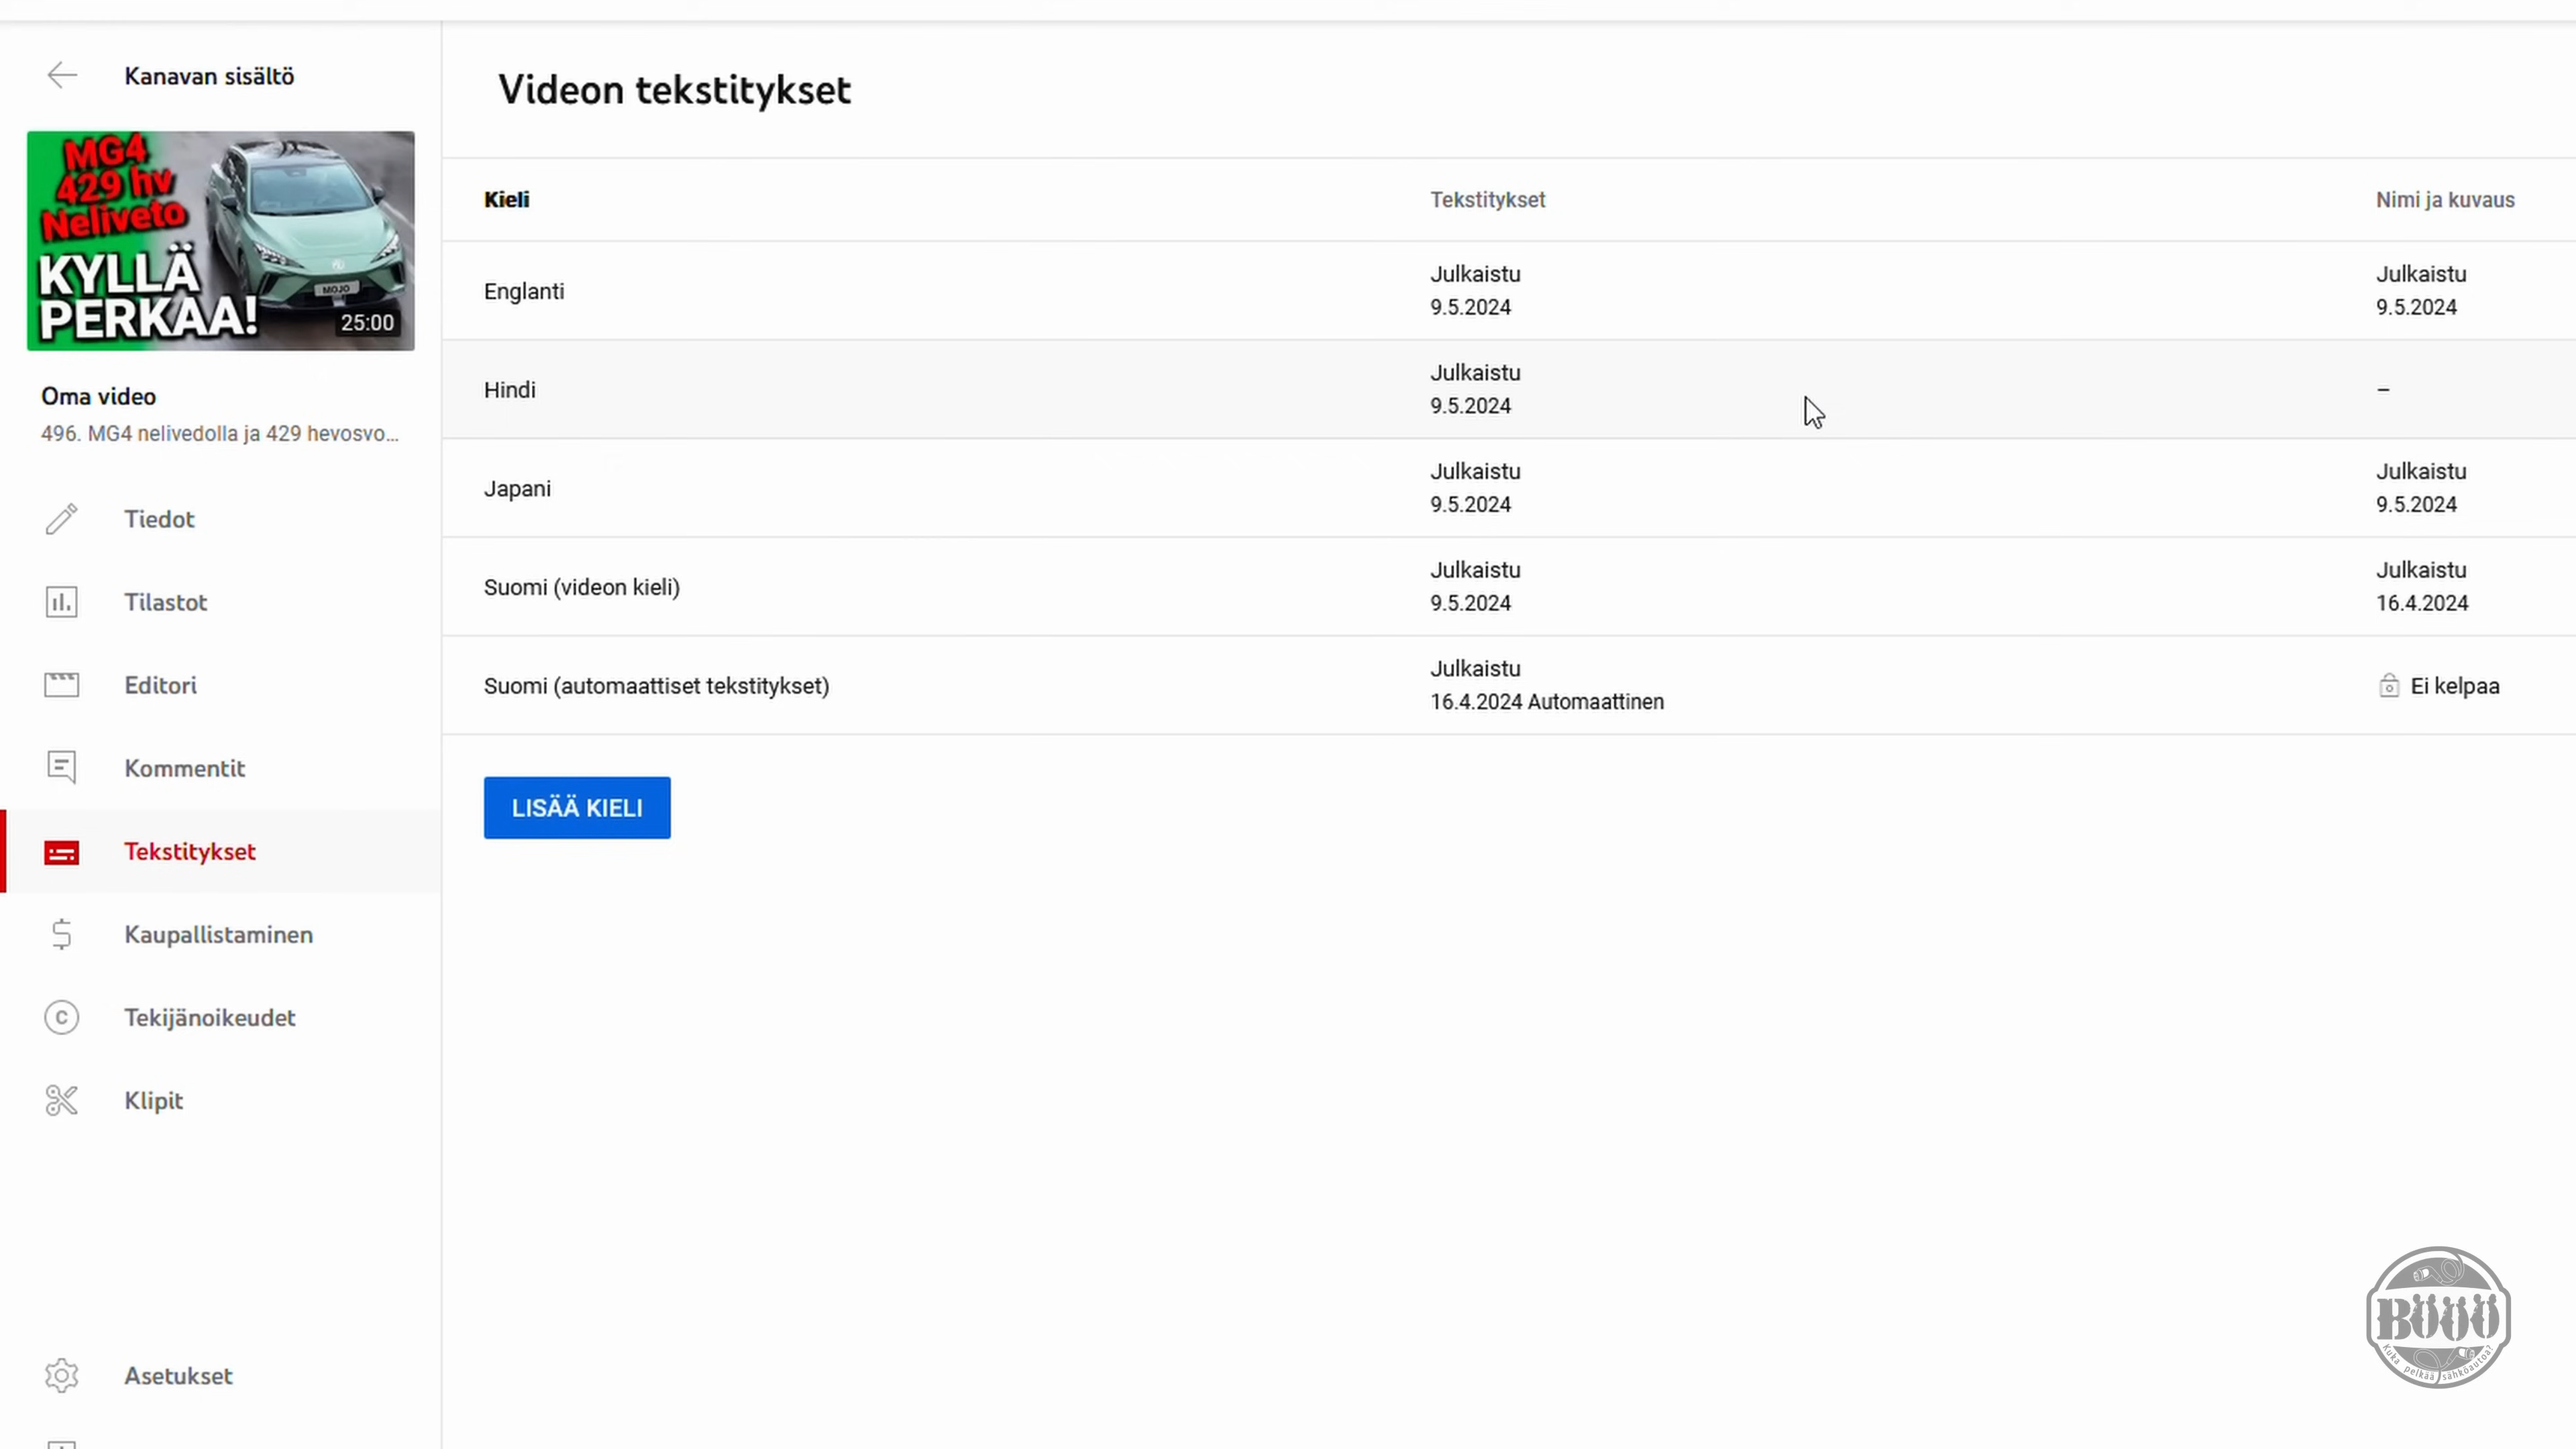 Kanavan sisältö
MG4
429 hv
Neliveto
KYLLÄ
PERKAA!
MOJO
25:00
Oma video
496. MG4 nelivedolla ja 429 hevosvo...
Tiedot
Tilastot
Editori
Kommentit
Tekstitykset
Kaupallistaminen
Tekijänoikeudet
Klipit
Asetukset
Videon tekstitykset
Kieli Tekstitykset Nimi ja kuvaus
Englanti Julkaistu 9.5.2024 Julkaistu 9.5.2024
Hindi Julkaistu 9.5.2024 –
Japani Julkaistu 9.5.2024 Julkaistu 9.5.2024
Suomi (videon kieli) Julkaistu 9.5.2024 Julkaistu 16.4.2024
Suomi (automaattiset tekstitykset) Julkaistu 16.4.2024 Automaattinen Ei kelpaa
LISÄÄ KIELI
BÖÖÖ
Kuka pelkää sähköautoa?